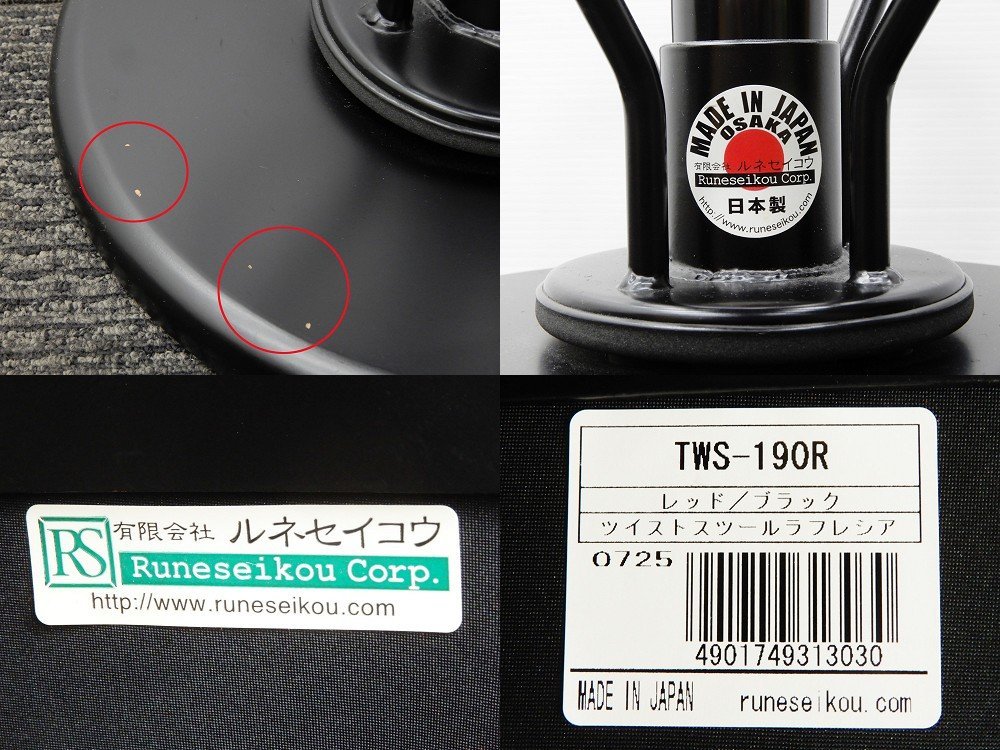 MADE IN JAPAN
OSAKA
有限会社 ルネセイコウ
Runeseikou Corp.
http://www.runeseikou.com
日本製
RS 有限会社 ルネセイコウ
Runeseikou Corp.
http://www.runeseikou.com
TWS-190R
レッド/ブラック
ツイストスツールラフレシア
0725
4901749313030
MADE IN JAPAN runeseikou.com